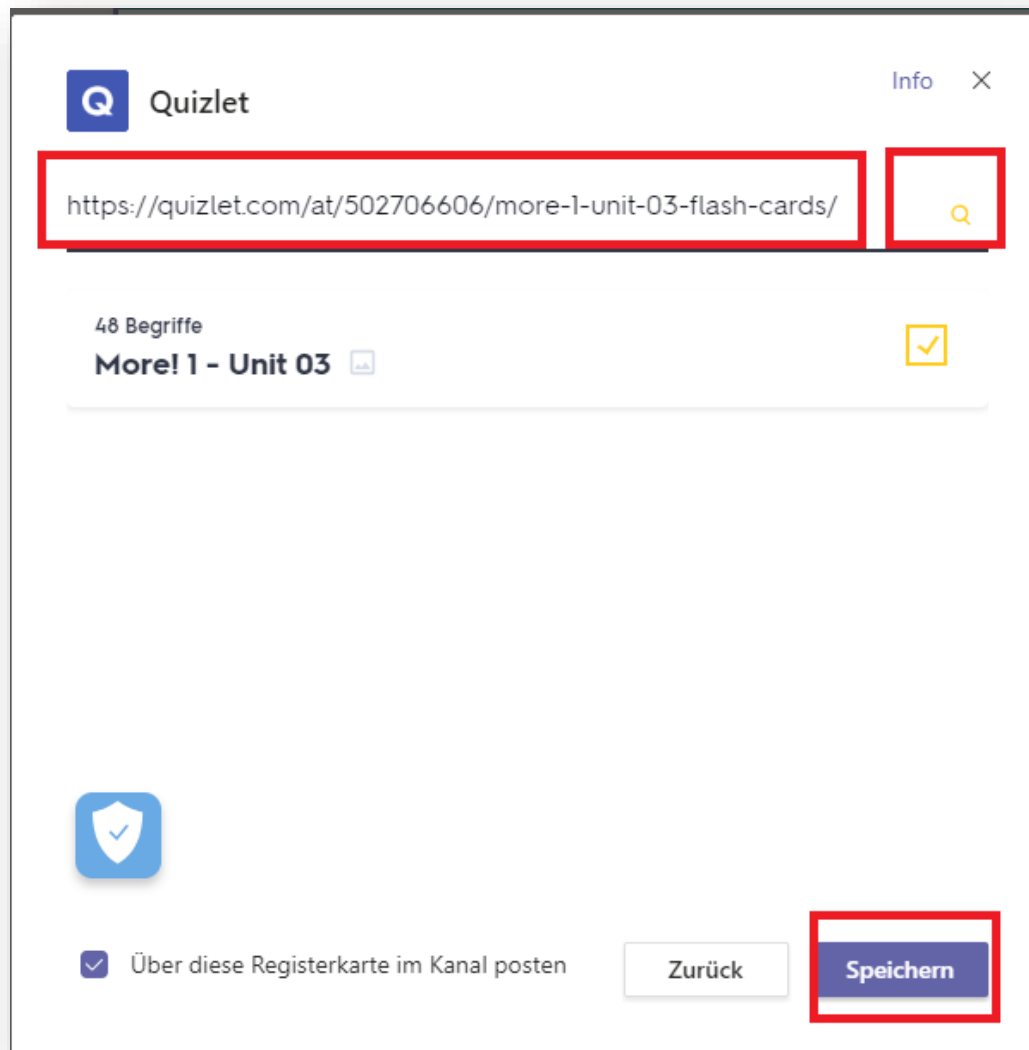 Info
Q Quizlet
https://quizlet.com/at/502706606/more-1-unit-03-flash-cards/
48 Begriffe
More! 1 - Unit 03
Über diese Registerkarte im Kanal posten
Zurück
Speichern